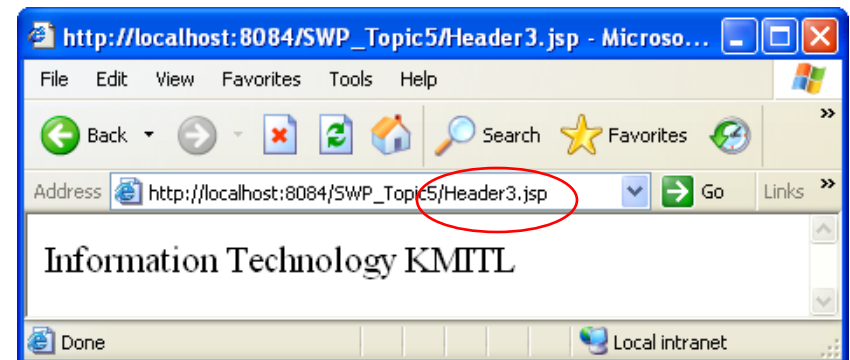 http://localhost:8084/SWP_Topic5/Header3.jsp - Microso...
File Edit View Favorites Tools Help
Back Search Favorites »
Address http://localhost:8084/SWP_Topic5/Header3.jsp Go Links »
Information Technology KMITL
Done Local intranet